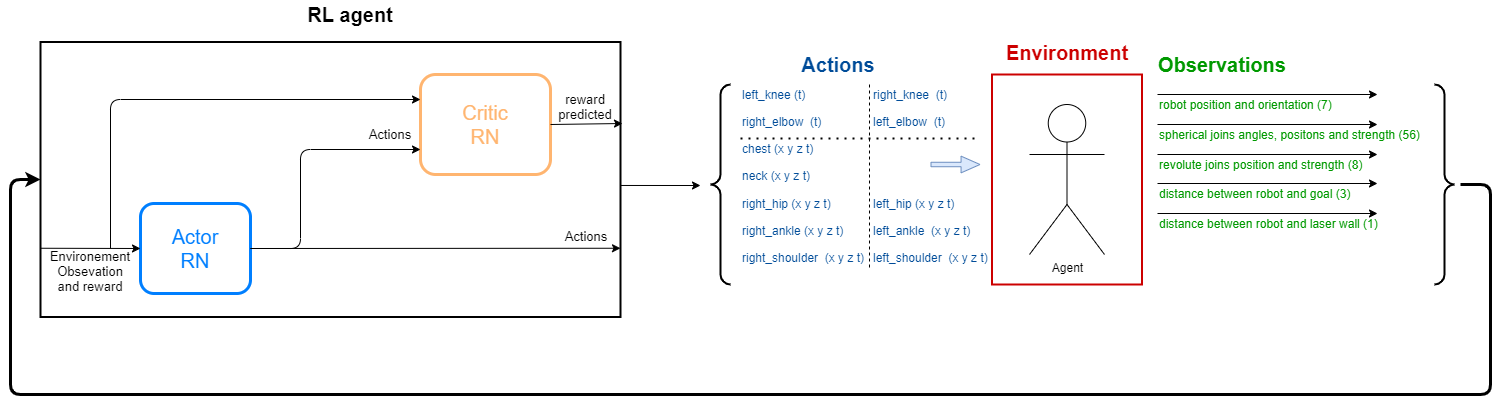 RL agent
Critic
RN
reward
predicted
Actions
Actor
RN
Actions
Environement
Obsevation
and reward
Actions
left_knee (t)
right_knee (t)
right_elbow (t)
left_elbow (t)
chest (x y z t)
neck (x y z t)
right_hip (x y z t)
left_hip (x y z t)
right_ankle (x y z t)
left_ankle (x y z t)
right_shoulder (x y z t)
left_shoulder (x y z t)
Environment
Agent
Observations
robot position and orientation (7)
spherical joins angles, positons and strength (56)
revolute joins position and strength (8)
distance between robot and goal (3)
distance between robot and laser wall (1)